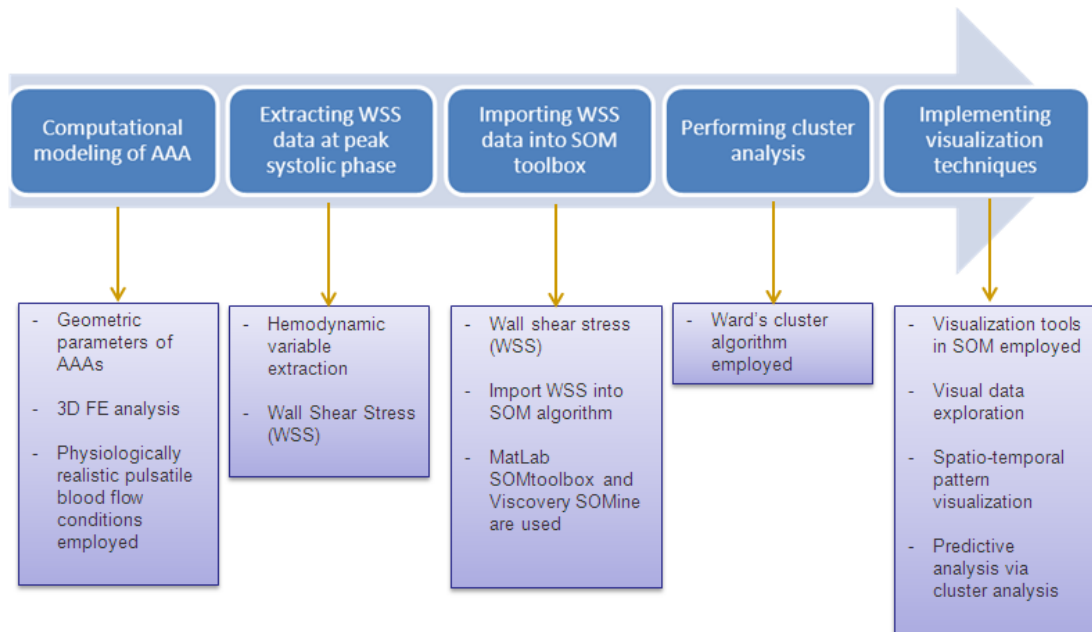 Computational
modeling of AAA
Extracting WSS
data at peak
systolic phase
Importing WSS
data into SOM
toolbox
Performing cluster
analysis
Implementing
visualization
techniques
- Geometric
parameters of
AAAs
- 3D FE analysis
- Physiologically
realistic pulsatile
blood flow
conditions
employed
- Hemodynamic
variable
extraction
- Wall Shear Stress
(WSS)
- Wall shear stress
(WSS)
- Import WSS into
SOM algorithm
- MatLab
SOMtoolbox and
Viscovery SOMine
are used
- Ward's cluster
algorithm
employed
- Visualization tools
in SOM employed
- Visual data
exploration
- Spatio-temporal
pattern
visualization
- Predictive
analysis via
cluster analysis